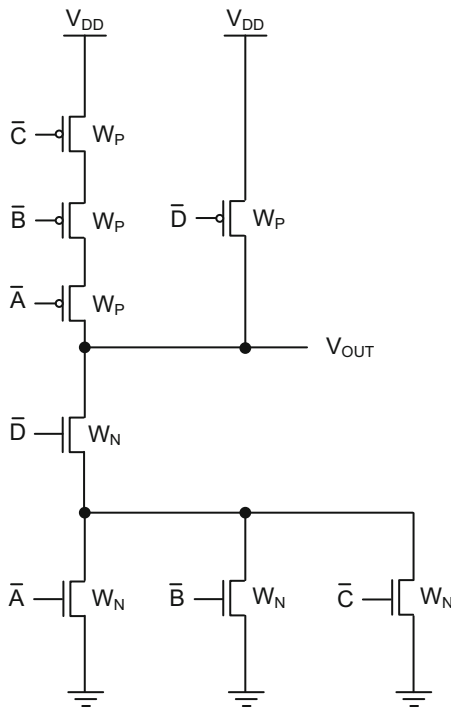 V_DD V_DD
C̅ W_P
B̅ W_P D̅ W_P
A̅ W_P
V_OUT
D̅ W_N
A̅ W_N B̅ W_N C̅ W_N